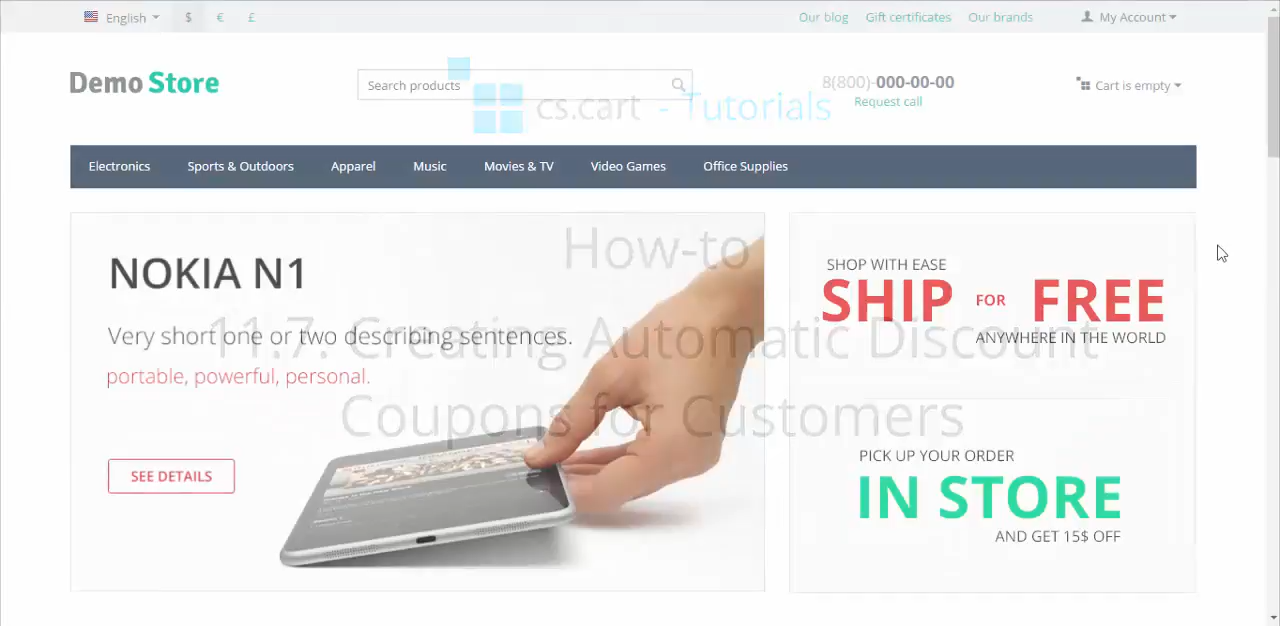 English $ € £ Our blog Gift certificates Our brands My Account
Demo Store Search products 8(800)-000-00-00 Cart is empty
Request call
cs.cart - Tutorials
Electronics Sports & Outdoors Apparel Music Movies & TV Video Games Office Supplies
How-to
11.7. Creating Automatic Discount
Coupons for Customers
NOKIA N1
Very short one or two describing sentences.
portable, powerful, personal.
SEE DETAILS
SHOP WITH EASE
SHIP FOR FREE
ANYWHERE IN THE WORLD
PICK UP YOUR ORDER
IN STORE
AND GET 15$ OFF